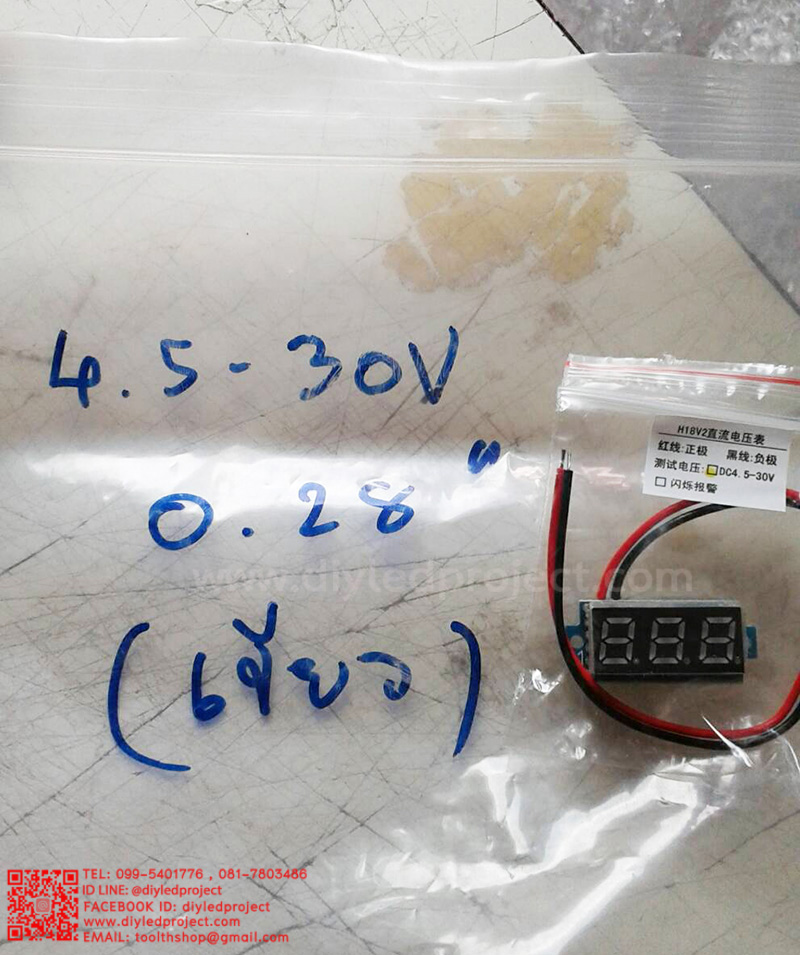 4.5-30V
0.28"
(เขียว)
H18V2直流电压表
红线:正极 黑线:负极
测试电压:□DC4.5-30V
□ 闪烁报警
www.diyledproject.com
888
TEL: 099-5401776 , 081-7803486
ID LINE: @diyledproject
FACEBOOK ID: diyledproject
www.diyledproject.com
EMAIL: toolthshop@gmail.com